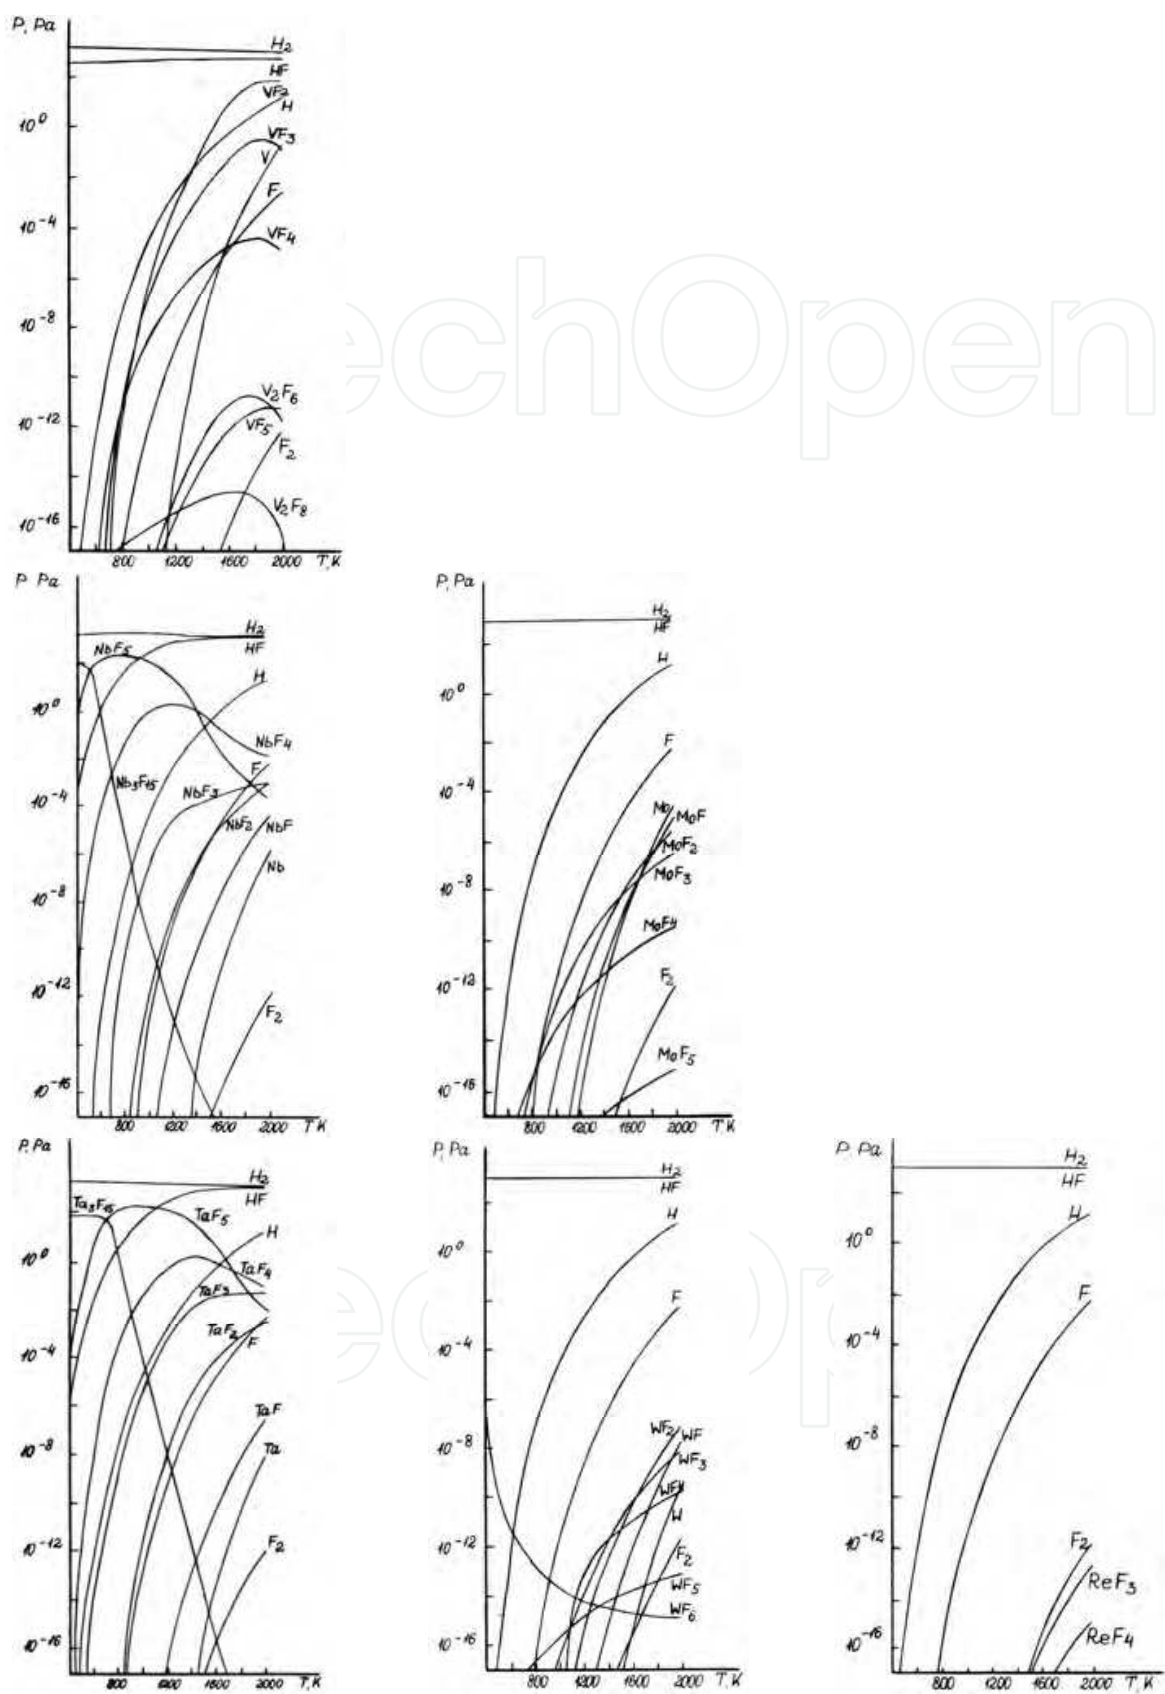 P, Pa
H2
HF
VF2
H
10^0
VF3
V
F
10^-4
VF4
10^-8
V2F6
10^-12
VF5
F2
V2F8
10^-16
800 1200 1600 2000 T,K
echOpen
P Pa
H2
NbF5
HF
H
10^0
NbF4
F
Nb3F15
NbF3
10^-4
NbF2
NbF
Nb
10^-8
10^-12
F2
10^-16
800 1200 1600 2000 T K
P, Pa
H2
HF
H
10^0
F
10^-4
Mo
MoF
MoF2
MoF3
10^-8
MoF4
F2
10^-12
MoF5
10^-16
800 1200 1600 2000 T K
P, Pa
H2
Ta3F15
HF
TaF5
H
10^0
TaF4
TaF3
TaF2
F
10^-4
TaF
Ta
10^-8
10^-12
F2
10^-16
800 1200 1600 2000 T,K
P, Pa
H2
HF
H
10^0
F
10^-4
WF2
WF
10^-8
WF3
WF4
W
10^-12
F2
WF5
WF6
10^-16
800 1200 1600 2000 T,K
P Pa
H2
HF
H
10^0
F
10^-4
10^-8
10^-12
F2
ReF3
ReF4
10^-16
800 1200 1600 2000 T,K